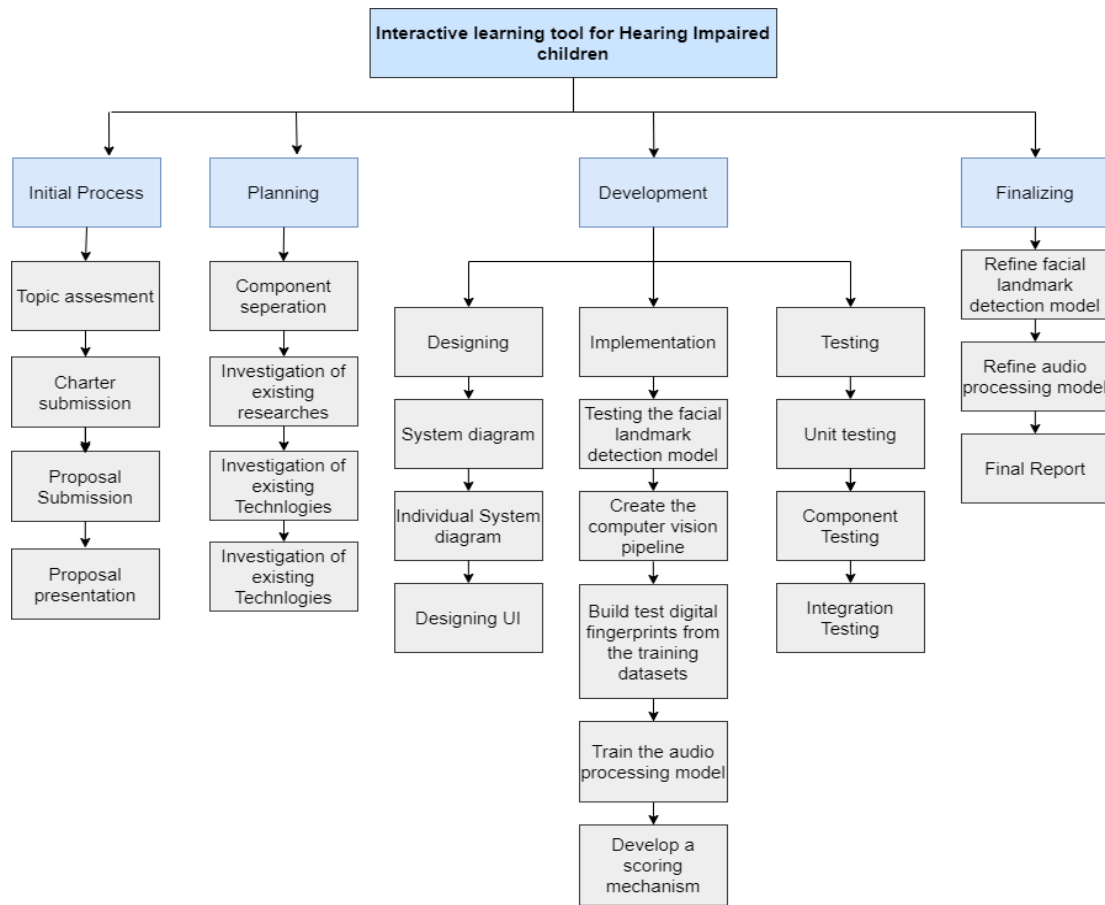 Interactive learning tool for Hearing Impaired
children
Initial Process
Planning
Development
Finalizing
Topic assesment
Charter
submission
Proposal
Submission
Proposal
presentation
Component
seperation
Investigation of
existing
researches
Investigation of
existing
Technlogies
Investigation of
existing
Technlogies
Designing
System diagram
Individual System
diagram
Designing UI
Implementation
Testing the facial
landmark
detection model
Create the
computer vision
pipeline
Build test digital
fingerprints from
the training
datasets
Train the audio
processing model
Develop a
scoring
mechanism
Testing
Unit testing
Component
Testing
Integration
Testing
Refine facial
landmark
detection model
Refine audio
processing model
Final Report